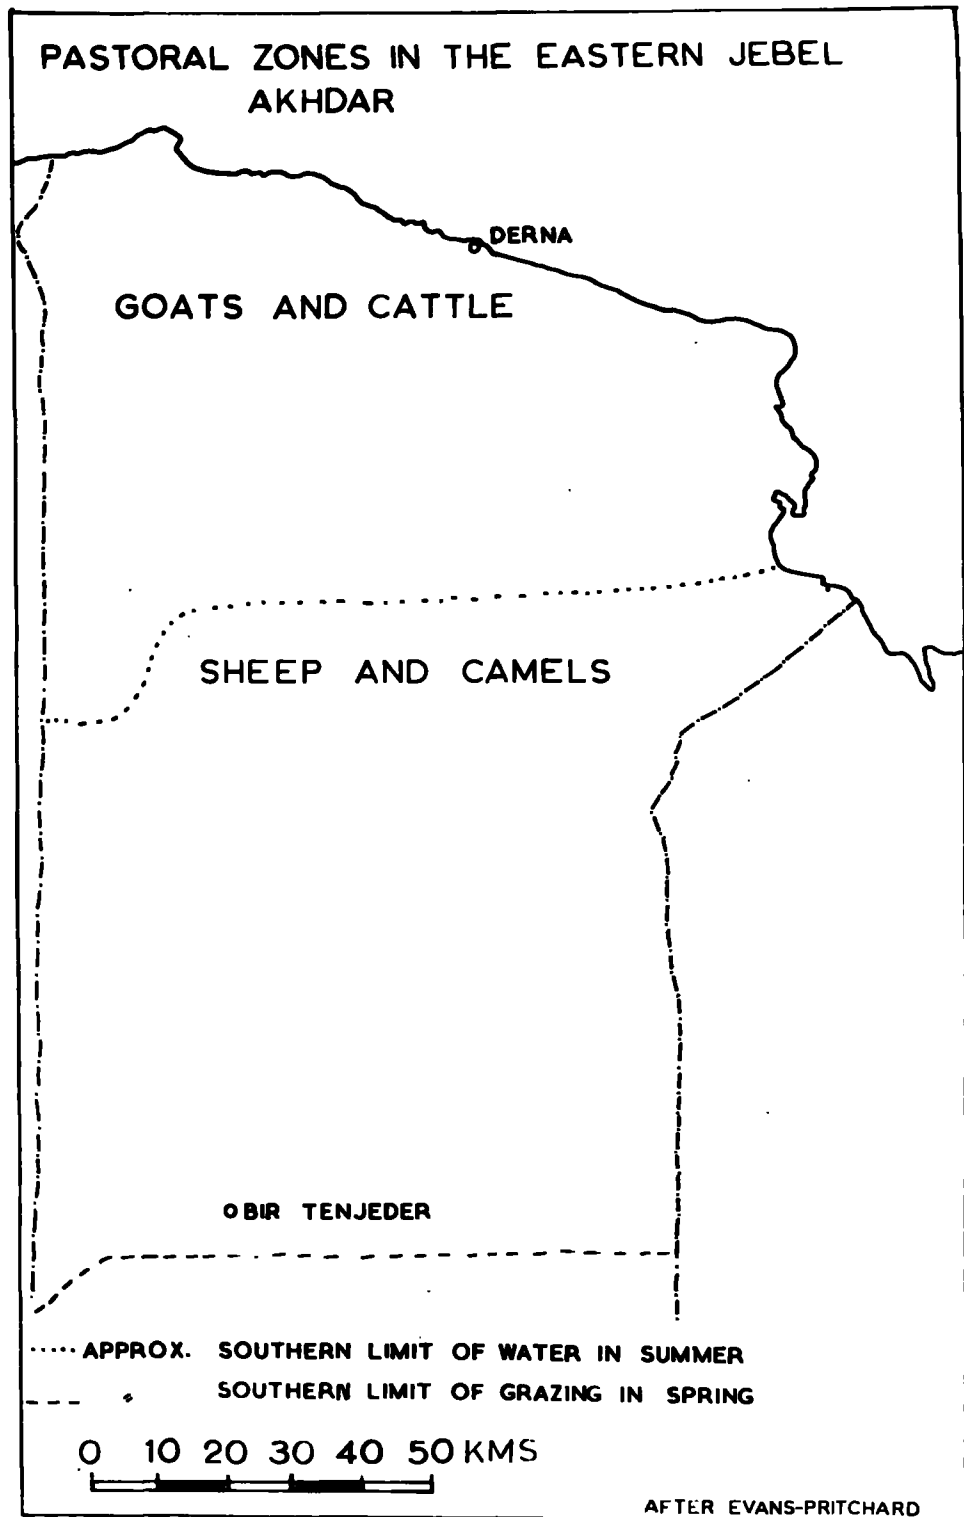 PASTORAL ZONES IN THE EASTERN JEBEL
AKHDAR
DERNA
GOATS AND CATTLE
SHEEP AND CAMELS
BIR TENJEDER
APPROX. SOUTHERN LIMIT OF WATER IN SUMMER
SOUTHERN LIMIT OF GRAZING IN SPRING
0 10 20 30 40 50 KMS
AFTER EVANS-PRITCHARD